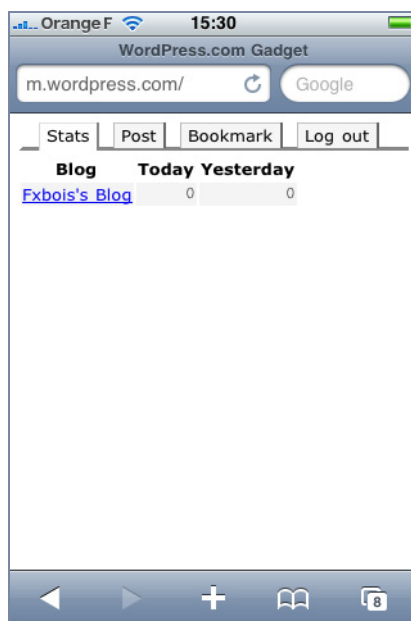 Orange F 15:30
WordPress.com Gadget
m.wordpress.com/ Google
Stats Post Bookmark Log out
Blog Today Yesterday
Fxbois's Blog 0 0
8